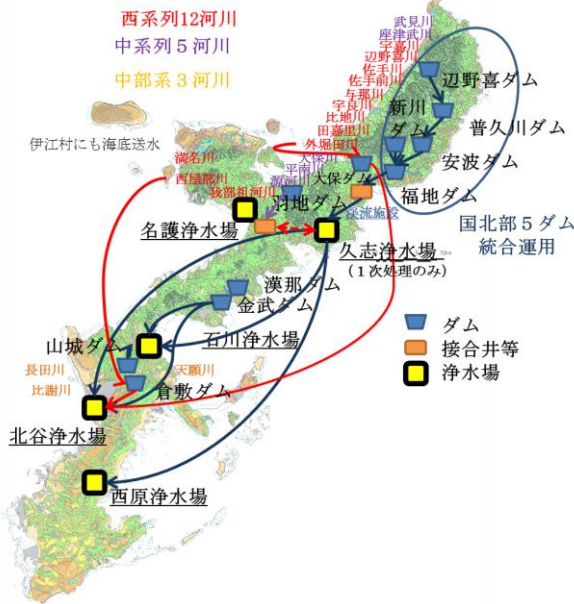 西系列12河川
中系列５河川
中部系３河川
伊江村にも海底送水
武見川
座津武川
宇嘉川
辺野喜川
佐手川
佐手前川
与那川
宇良川
比地川
田嘉里川
外堀田川
大保川
平南川
源河川
満名川
西屋部川
我部祖河川
辺野喜ダム
新川
ダム
普久川ダム
安波ダム
福地ダム
大保ダム
羽地ダム
渓流施設
国北部５ダム
統合運用
名護浄水場
久志浄水場
（１次処理のみ）
漢那ダム
金武ダム
山城ダム
石川浄水場
長田川
比謝川
天願川
倉敷ダム
北谷浄水場
西原浄水場
ダム
接合井等
浄水場